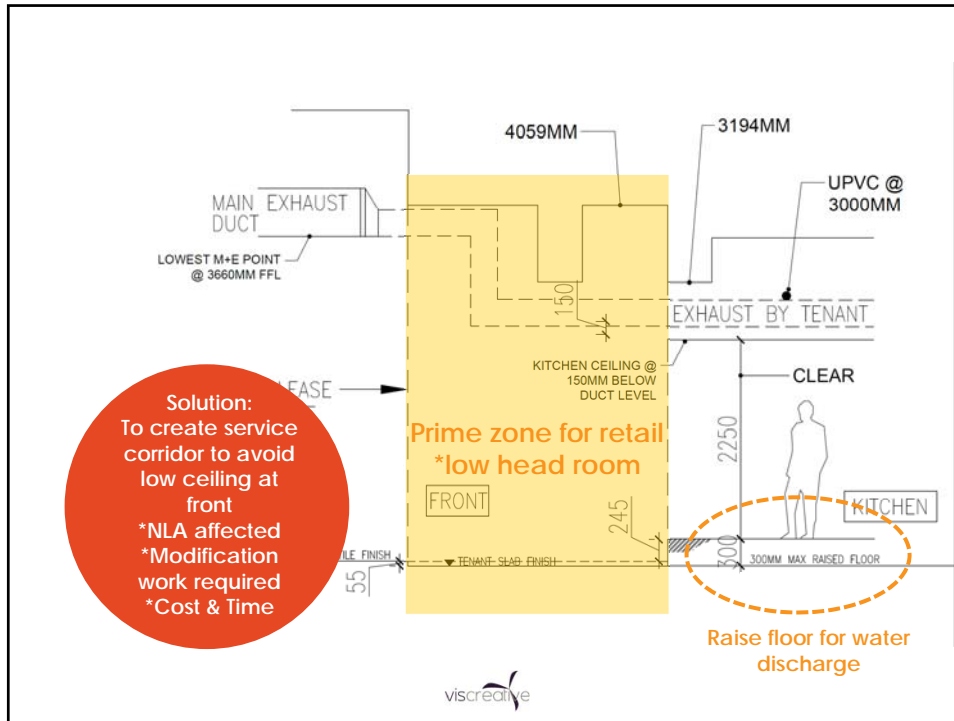 4059MM
3194MM
UPVC @
3000MM
MAIN EXHAUST
DUCT
LOWEST M+E POINT
@ 3660MM FFL
150
EXHAUST BY TENANT
KITCHEN CEILING @
150MM BELOW
DUCT LEVEL
CLEAR
2250
EASE
Solution:
To create service
corridor to avoid
low ceiling at
front
*NLA affected
*Modification
work required
*Cost & Time
Prime zone for retail
*low head room
FRONT
245
KITCHEN
300
300MM MAX RAISED FLOOR
ILE FINISH
TENANT SLAB FINISH
55
Raise floor for water
discharge
viscreative